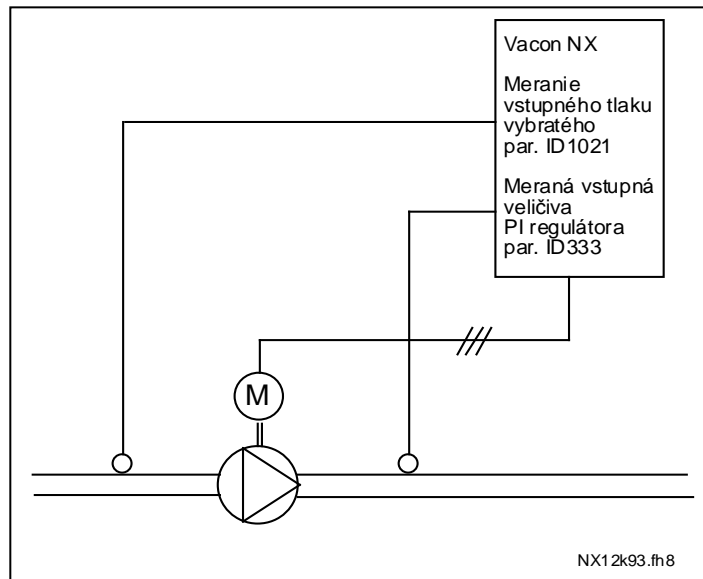 Vacon NX
Meranie
vstupného tlaku
vybratého
par. ID1021
Meraná vstupná
veličiva
PI regulátora
par. ID333
M
NX12k93.fh8